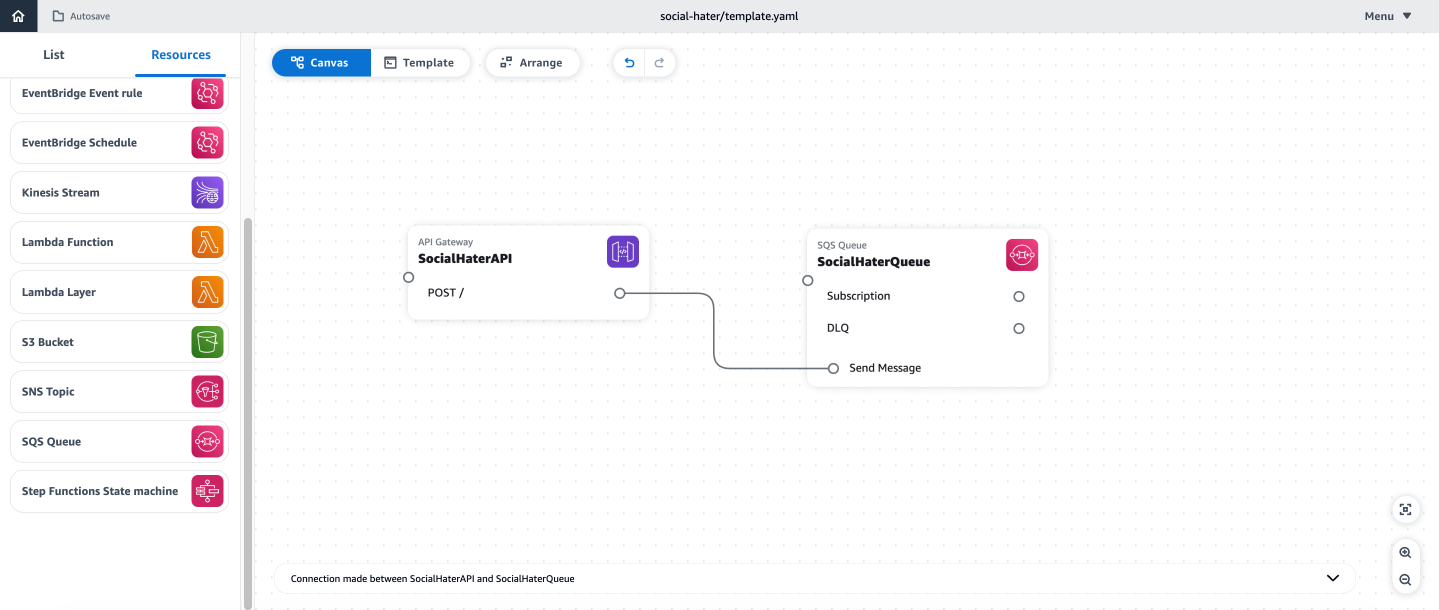 Autosave
social-hater/template.yaml
Menu
List
Resources
Canvas
Template
Arrange
EventBridge Event rule
EventBridge Schedule
Kinesis Stream
Lambda Function
Lambda Layer
S3 Bucket
SNS Topic
SQS Queue
Step Functions State machine
API Gateway
SocialHaterAPI
POST /
SQS Queue
SocialHaterQueue
Subscription
DLQ
Send Message
Connection made between SocialHaterAPI and SocialHaterQueue